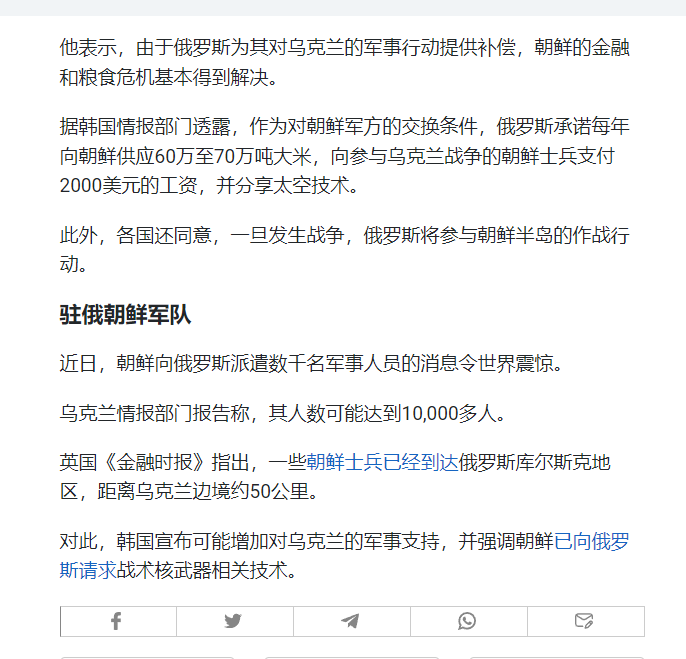 他表示，由于俄罗斯为其对乌克兰的军事行动提供补偿，朝鲜的金融
和粮食危机基本得到解决。
据韩国情报部门透露，作为对朝鲜军方的交换条件，俄罗斯承诺每年
向朝鲜供应60万至70万吨大米，向参与乌克兰战争的朝鲜士兵支付
2000美元的工资，并分享太空技术。
此外，各国还同意，一旦发生战争，俄罗斯将参与朝鲜半岛的作战行
动。
驻俄朝鲜军队
近日，朝鲜向俄罗斯派遣数千名军事人员的消息令世界震惊。
乌克兰情报部门报告称，其人数可能达到10,000多人。
英国《金融时报》指出，一些朝鲜士兵已经到达俄罗斯库尔斯克地
区，距离乌克兰边境约50公里。
对此，韩国宣布可能增加对乌克兰的军事支持，并强调朝鲜已向俄罗
斯请求战术核武器相关技术。